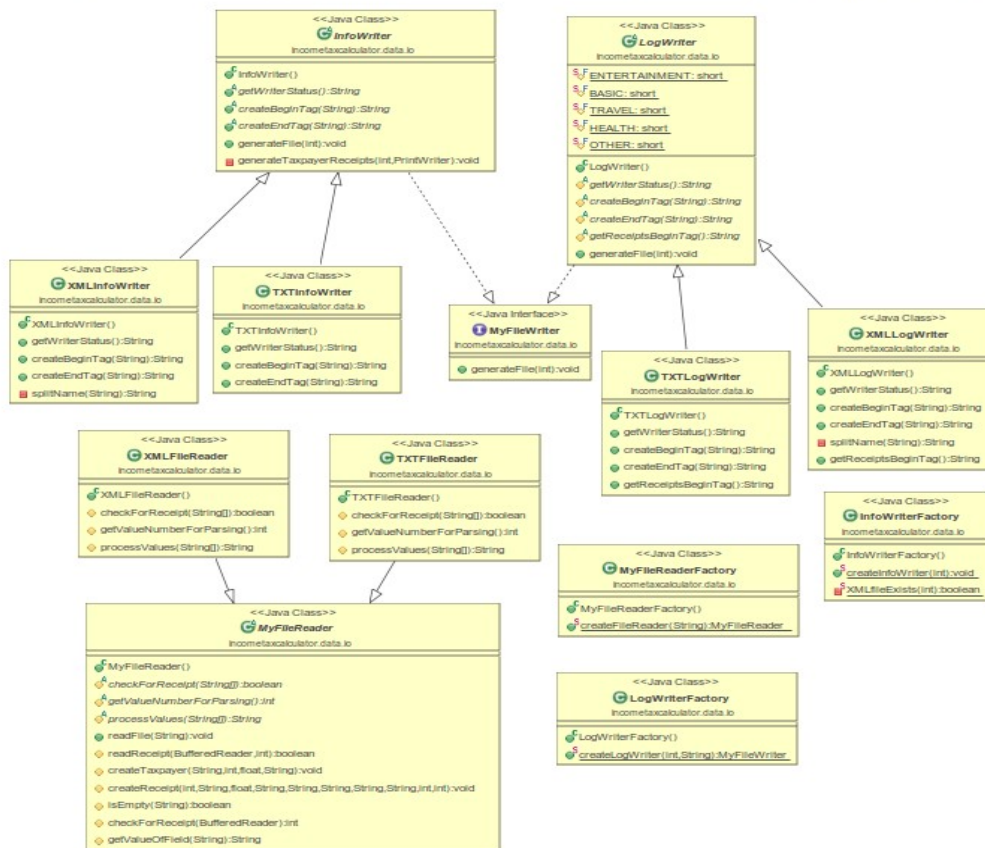 <<Java Class>>
InfoWriter
incometaxcalculator.data.io
InfoWriter()
getWriterStatus():String
createBeginTag(String):String
createEndTag(String):String
generateFile(int):void
generateTaxpayerReceipts(int,PrintWriter):void
<<Java Class>>
LogWriter
incometaxcalculator.data.io
ENTERTAINMENT: short
BASIC: short
TRAVEL: short
HEALTH: short
OTHER: short
LogWriter()
getWriterStatus():String
createBeginTag(String):String
createEndTag(String):String
getReceiptsBeginTag():String
generateFile(int):void
<<Java Class>>
XMLInfoWriter
incometaxcalculator.data.io
XMLInfoWriter()
getWriterStatus():String
createBeginTag(String):String
createEndTag(String):String
splitName(String):String
<<Java Class>>
TXTInfoWriter
incometaxcalculator.data.io
TXTInfoWriter()
getWriterStatus():String
createBeginTag(String):String
createEndTag(String):String
<<Java Interface>>
MyFileWriter
incometaxcalculator.data.io
generateFile(int):void
<<Java Class>>
TXTLogWriter
incometaxcalculator.data.io
TXTLogWriter()
getWriterStatus():String
createBeginTag(String):String
createEndTag(String):String
getReceiptsBeginTag():String
<<Java Class>>
XMLLogWriter
incometaxcalculator.data.io
XMLLogWriter()
getWriterStatus():String
createBeginTag(String):String
createEndTag(String):String
splitName(String):String
getReceiptsBeginTag():String
<<Java Class>>
XMLFileReader
incometaxcalculator.data.io
XMLFileReader()
checkForReceipt(String[]):boolean
getValueNumberForParsing():int
processValues(String[]):String
<<Java Class>>
TXTFileReader
incometaxcalculator.data.io
TXTFileReader()
checkForReceipt(String[]):boolean
getValueNumberForParsing():int
processValues(String[]):String
<<Java Class>>
InfoWriterFactory
incometaxcalculator.data.io
InfoWriterFactory()
createInfoWriter(int):void
XMLfileExists(int):boolean
<<Java Class>>
MyFileReaderFactory
incometaxcalculator.data.io
MyFileReaderFactory()
createFileReader(String):MyFileReader
<<Java Class>>
MyFileReader
incometaxcalculator.data.io
MyFileReader()
checkForReceipt(String[]):boolean
getValueNumberForParsing():int
processValues(String[]):String
readFile(String):void
readReceipt(BufferedReader,int):boolean
createTaxpayer(String,int,float,String):void
createReceipt(int,String,float,String,String,String,String,String,int,int):void
isEmpty(String):boolean
checkForReceipt(BufferedReader):int
getValueOfField(String):String
<<Java Class>>
LogWriterFactory
incometaxcalculator.data.io
LogWriterFactory()
createLogWriter(int,String):MyFileWriter